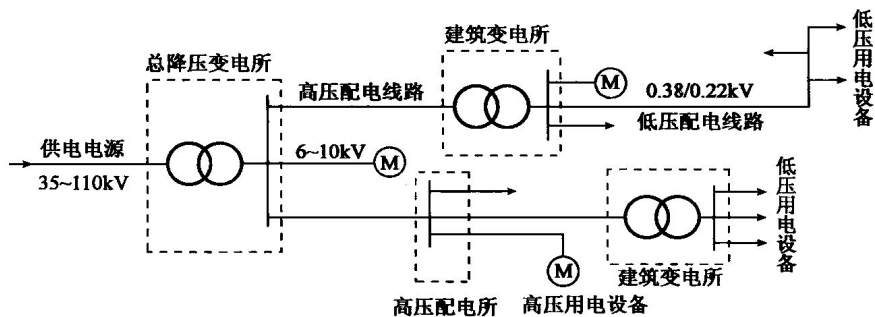 建筑变电所
低压用电设备
总降压变电所
高压配电线路
M
0.38/0.22kV
低压配电线路
供电电源
35~110kV
6~10kV
M
低压用电设备
M
建筑变电所
高压配电所
高压用电设备